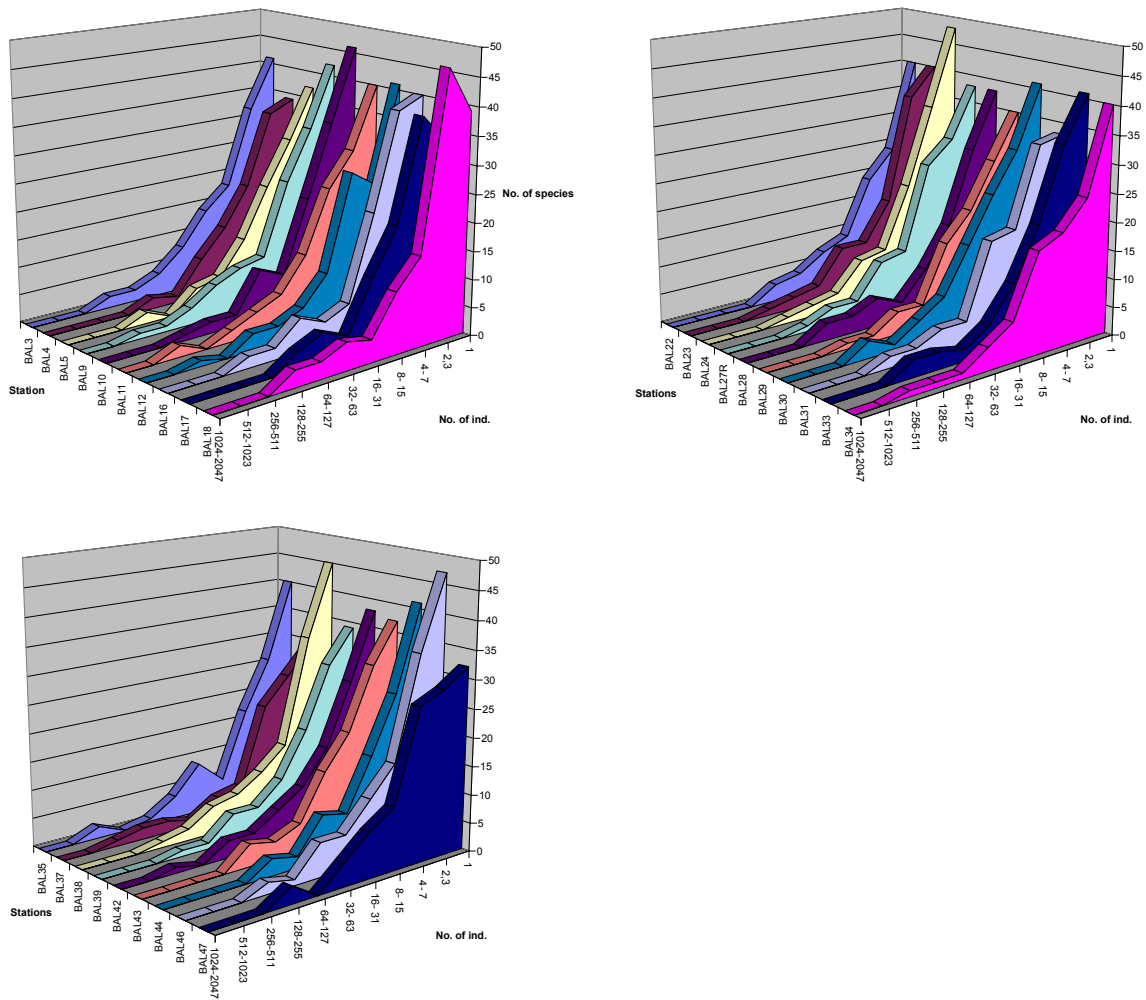 50
45
40
35
30
25
20
15
10
5
0
No. of species
1
2,3
4 - 7
8- 15
16- 31
32- 63
64-127
128-255
256-511
512-1023
1024-2047
No. of ind.
BAL3
BAL4
BAL5
BAL9
BAL10
BAL11
BAL12
BAL16
BAL17
BAL18
Station
50
45
40
35
30
25
20
15
10
5
0
1
2,3
4 - 7
8- 15
16- 31
32- 63
64-127
128-255
256-511
512-1023
1024-2047
No. of ind.
BAL22
BAL23
BAL24
BAL27R
BAL28
BAL29
BAL30
BAL31
BAL33
BAL34
Stations
50
45
40
35
30
25
20
15
10
5
0
1
2,3
4 - 7
8- 15
16- 31
32- 63
64-127
128-255
256-511
512-1023
1024-2047
No. of ind.
BAL35
BAL37
BAL38
BAL39
BAL42
BAL43
BAL44
BAL46
BAL47
Stations